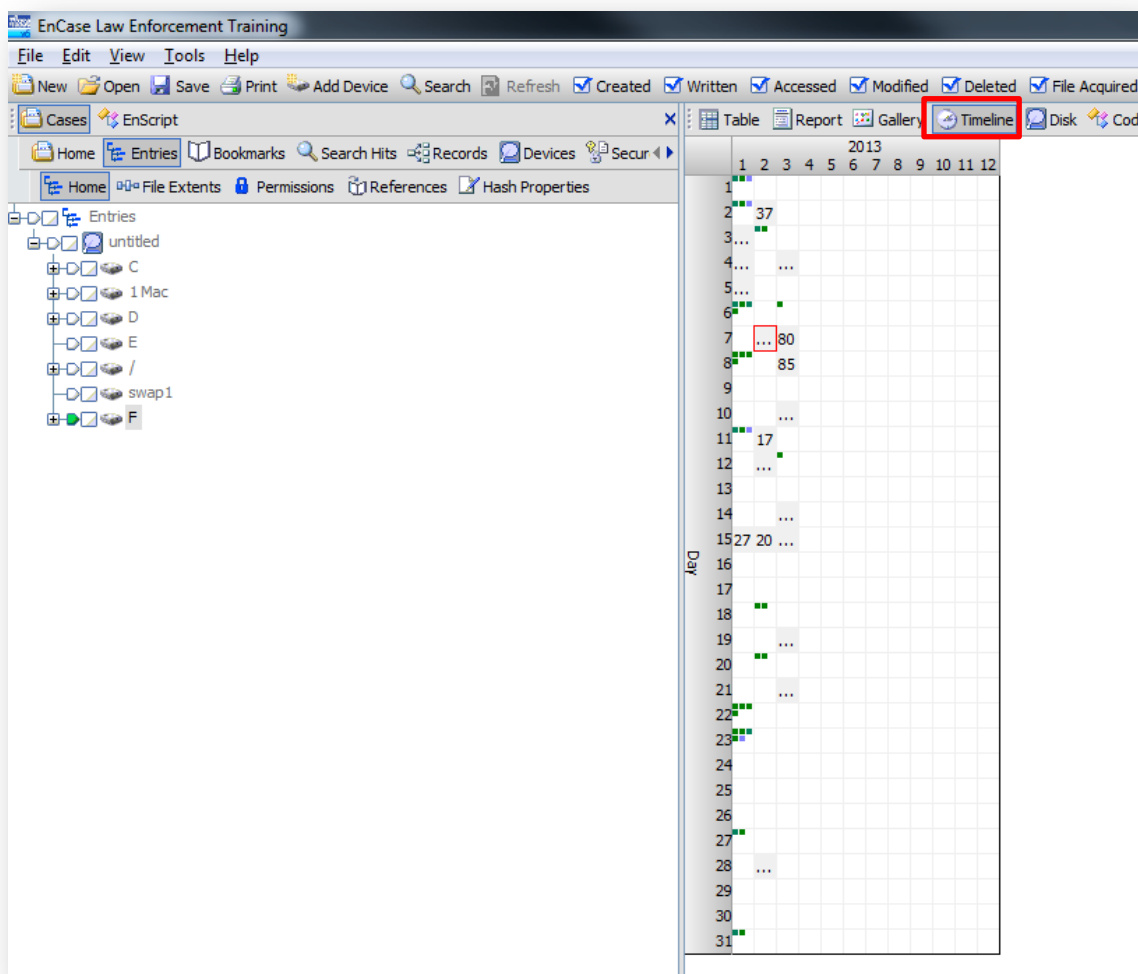 EnCase Law Enforcement Training
File Edit View Tools Help
New Open Save Print Add Device Search Refresh Created Written Accessed Modified Deleted File Acquired
Cases EnScript
Table Report Gallery Timeline Disk Cod
Home Entries Bookmarks Search Hits Records Devices Secur
Home File Extents Permissions References Hash Properties
Entries
untitled
C
1 Mac
D
E
/
swap1
F
2013
1 2 3 4 5 6 7 8 9 10 11 12
Day
1
2 37
3 ...
4 ... ...
5 ...
6
7 ... 80
8 85
9
10 ...
11 17
12 ...
13
14 ...
15 27 20 ...
16
17
18
19 ...
20
21 ...
22
23
24
25
26
27
28 ...
29
30
31